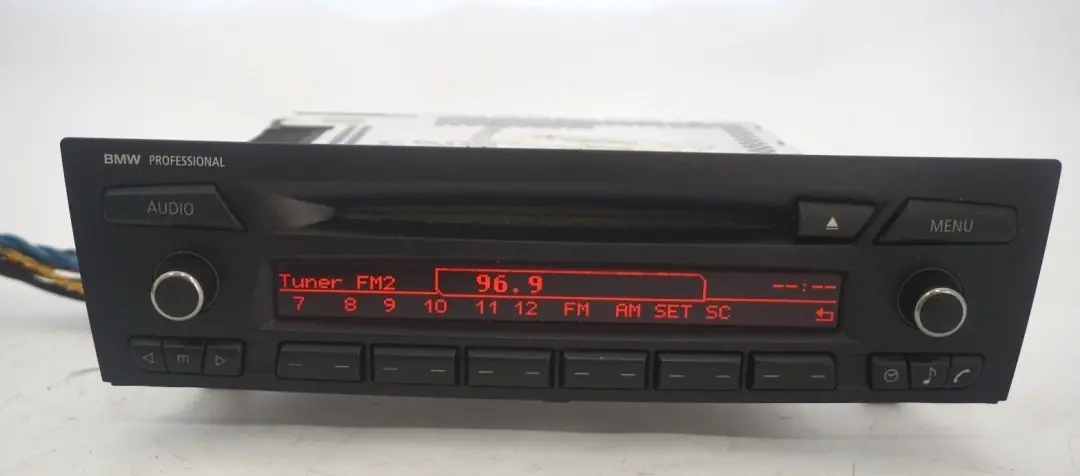 BMW PROFESSIONAL
AUDIO
MENU
Tuner FM2 96.9 --:--
7 8 9 10 11 12 FM AM SET SC